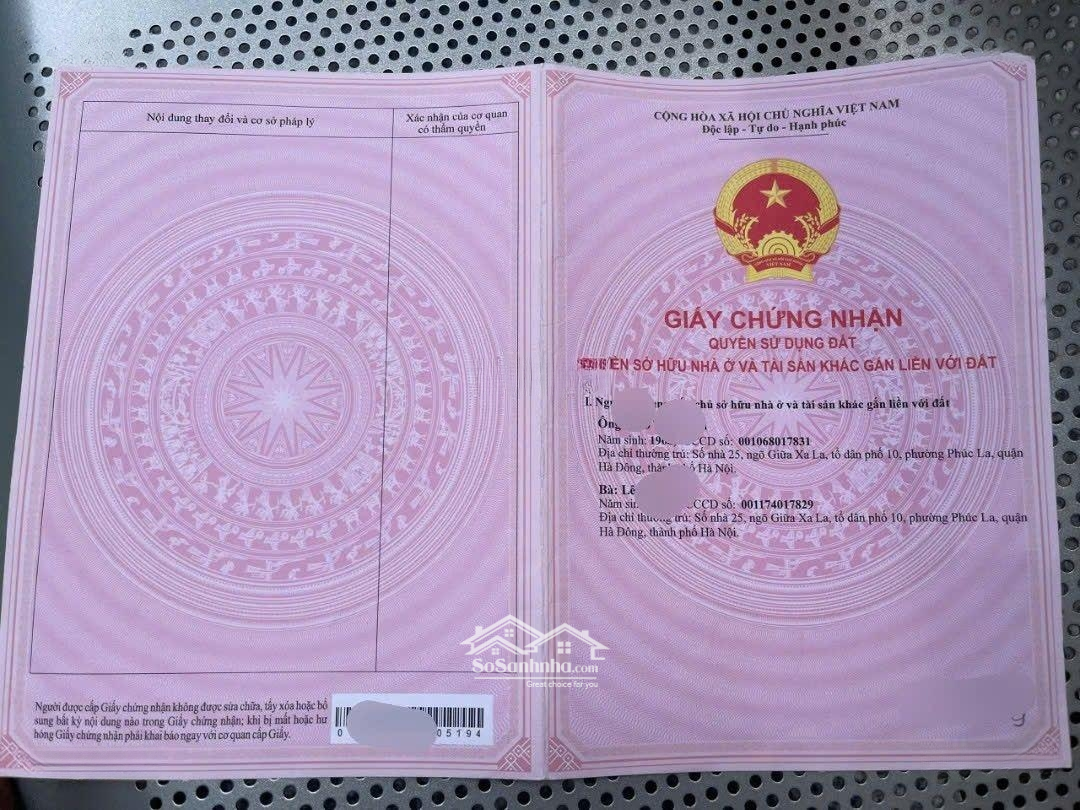 Nội dung thay đổi và cơ sở pháp lý
Xác nhận của cơ quan
có thẩm quyền
Người được cấp Giấy chứng nhận không được sửa chữa, tẩy xóa hoặc bổ
sung bất kỳ nội dung nào trong Giấy chứng nhận; khi bị mất hoặc hư
hỏng Giấy chứng nhận phải khai báo ngay với cơ quan cấp Giấy.
0 05194
CỘNG HÒA XÃ HỘI CHỦ NGHĨA VIỆT NAM
Độc lập - Tự do - Hạnh phúc
VIỆT NAM
GIẤY CHỨNG NHẬN
QUYỀN SỬ DỤNG ĐẤT
SỞ HỮU NHÀ Ở VÀ TÀI SẢN KHÁC GẮN LIỀN VỚI ĐẤT
I. chủ sở hữu nhà ở và tài sản khác gắn liền với đất
Ông
Năm sinh: CCD số: 001068017831
Địa chỉ thường trú: Số nhà 25, ngõ Giữa Xa La, tổ dân phố 10, phường Phúc La, quận
Hà Đông, thành phố Hà Nội.
Bà: Lê
Năm CCD số: 001174017829
Địa chỉ thường trú: Số nhà 25, ngõ Giữa Xa La, tổ dân phố 10, phường Phúc La, quận
Hà Đông, thành phố Hà Nội.
SoSanhnha.com
Great choice for you